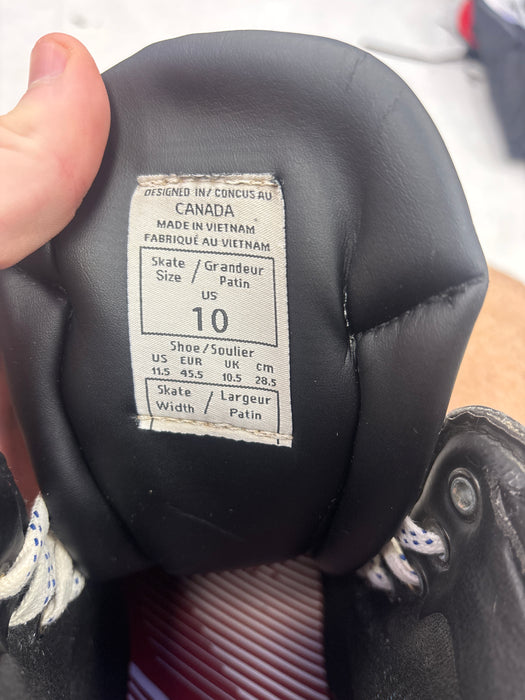 DESIGNED IN/ CONCUS AU
CANADA
MADE IN VIETNAM
FABRIQUÉ AU VIETNAM
Skate / Grandeur
Size / Patin
US
10
Shoe/Soulier
US EUR UK cm
11.5 45.5 10.5 28.5
Skate / Largeur
Width / Patin